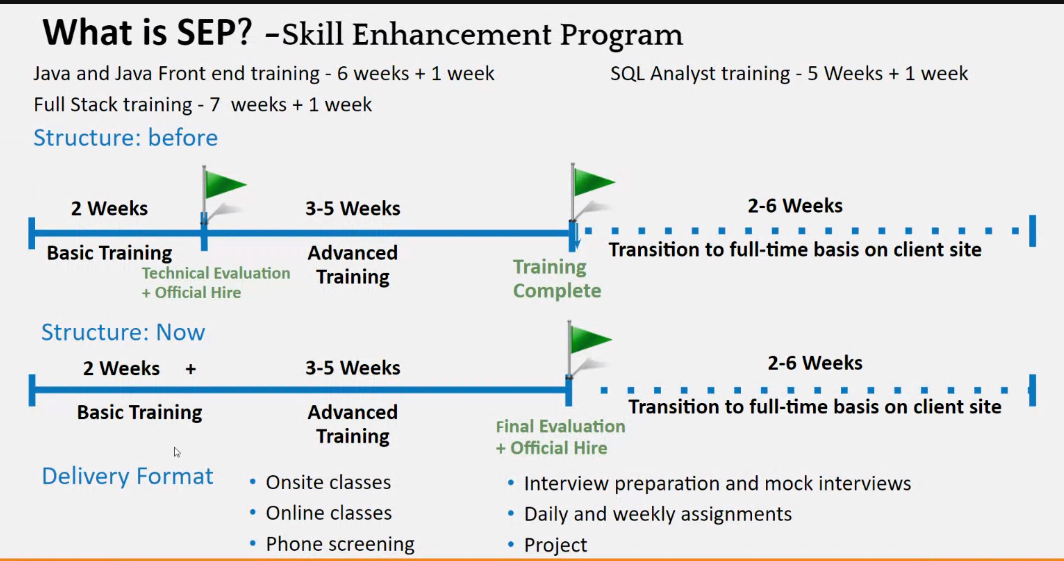 What is SEP? –Skill Enhancement Program
Java and Java Front end training - 6 weeks + 1 week
SQL Analyst training - 5 Weeks + 1 week
Full Stack training - 7 weeks + 1 week
Structure: before
2 Weeks
3-5 Weeks
2-6 Weeks
Basic Training
Advanced
Training
Transition to full-time basis on client site
Technical Evaluation
+ Official Hire
Training
Complete
Structure: Now
2 Weeks +
3-5 Weeks
2-6 Weeks
Basic Training
Advanced
Training
Transition to full-time basis on client site
Final Evaluation
+ Official Hire
Delivery Format
• Onsite classes
• Online classes
• Phone screening
• Interview preparation and mock interviews
• Daily and weekly assignments
• Project